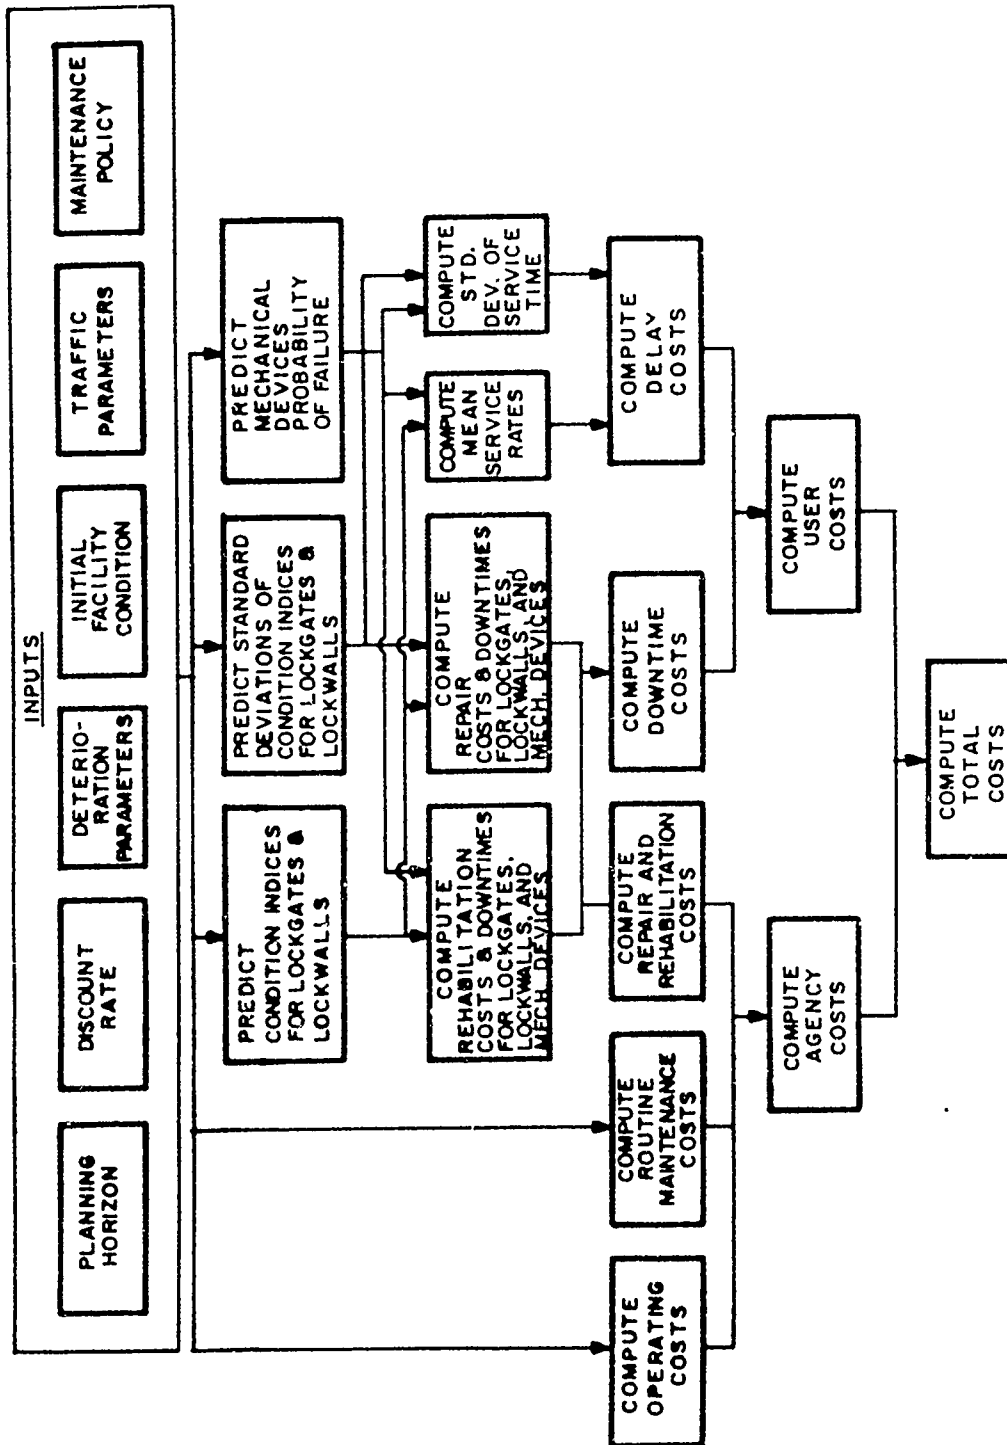 INPUTS
PLANNING
HORIZON
DISCOUNT
RATE
DETERIO-
RATION
PARAMETERS
INITIAL
FACILITY
CONDITION
TRAFFIC
PARAMETERS
MAINTENANCE
POLICY
PREDICT
CONDITION INDICES
FOR LOCKGATES &
LOCKWALLS
PREDICT STANDARD
DEVIATIONS OF
CONDITION INDICES
FOR LOCKGATES &
LOCKWALLS
PREDICT
MECHANICAL
DEVICES
PROBABILITY
OF FAILURE
COMPUTE
REHABILITATION
COSTS & DOWNTIMES
FOR LOCKGATES,
LOCKWALLS, AND
MECH. DEVICES
COMPUTE
REPAIR
COSTS & DOWNTIMES
FOR LOCKGATES,
LOCKWALLS, AND
MECH. DEVICES
COMPUTE
MEAN
SERVICE
RATES
COMPUTE
STD.
DEV. OF
SERVICE
TIME
COMPUTE
OPERATING
COSTS
COMPUTE
ROUTINE
MAINTENANCE
COSTS
COMPUTE
REPAIR AND
REHABILITATION
COSTS
COMPUTE
DOWNTIME
COSTS
COMPUTE
DELAY
COSTS
COMPUTE
AGENCY
COSTS
COMPUTE
USER
COSTS
COMPUTE
TOTAL
COSTS